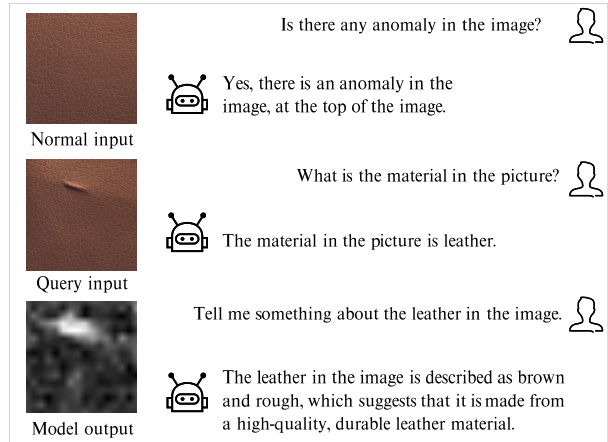 Is there any anomaly in the image?
Yes, there is an anomaly in the
image, at the top of the image.
Normal input
What is the material in the picture?
The material in the picture is leather.
Query input
Tell me something about the leather in the image.
The leather in the image is described as brown
and rough, which suggests that it is made from
a high-quality, durable leather material.
Model output